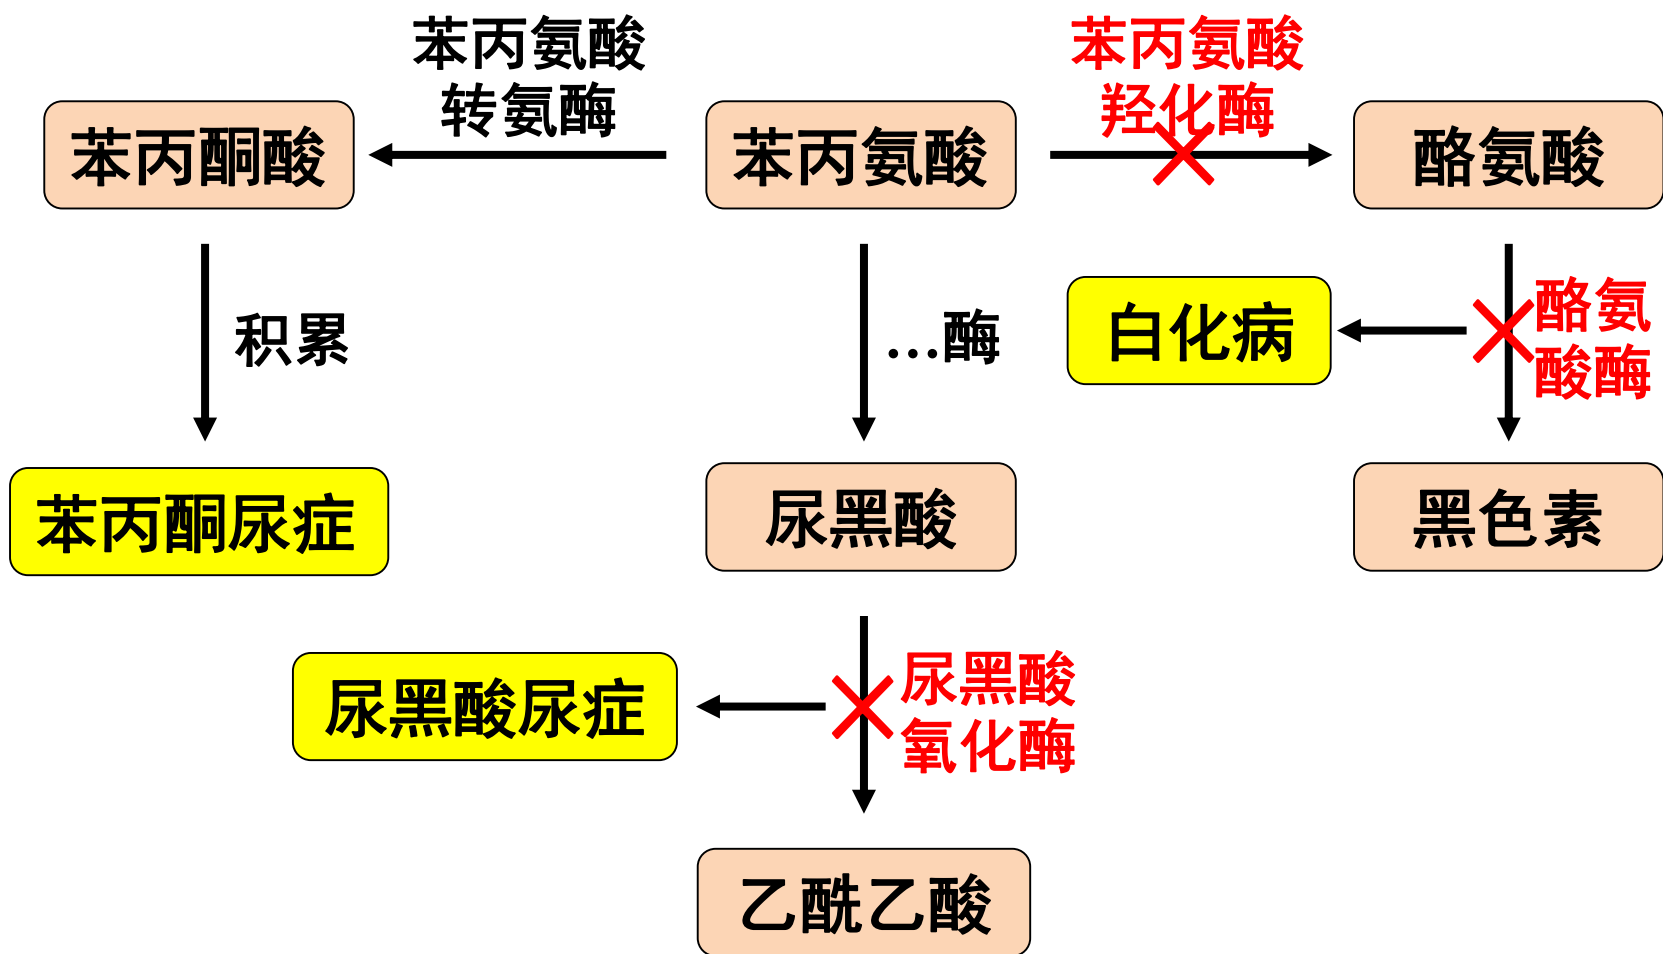 苯丙氨酸
转氨酶
苯丙氨酸
羟化酶
苯丙酮酸
苯丙氨酸
酪氨酸
积累
…酶
白化病
酪氨
酸酶
苯丙酮尿症
尿黑酸
黑色素
尿黑酸尿症
尿黑酸
氧化酶
乙酰乙酸